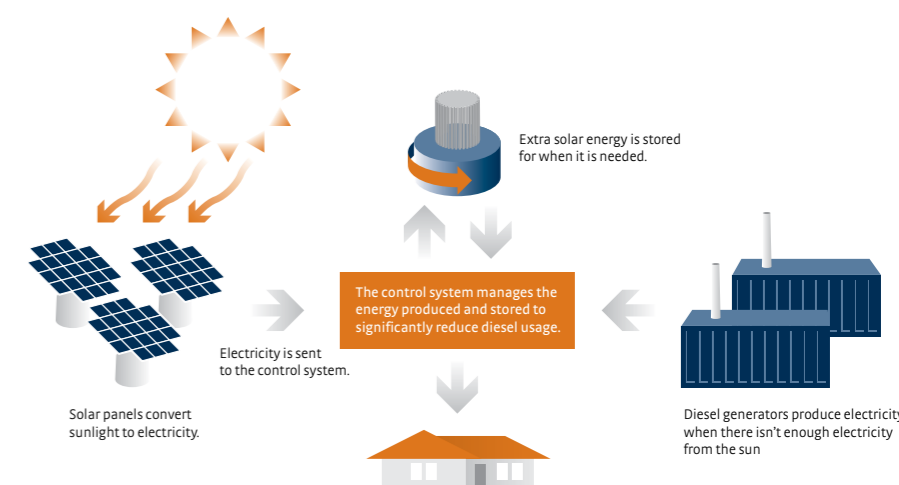 Extra solar energy is stored
for when it is needed.
The control system manages the
energy produced and stored to
significantly reduce diesel usage.
Electricity is sent
to the control system.
Solar panels convert
sunlight to electricity.
Diesel generators produce electricity
when there isn't enough electricity
from the sun